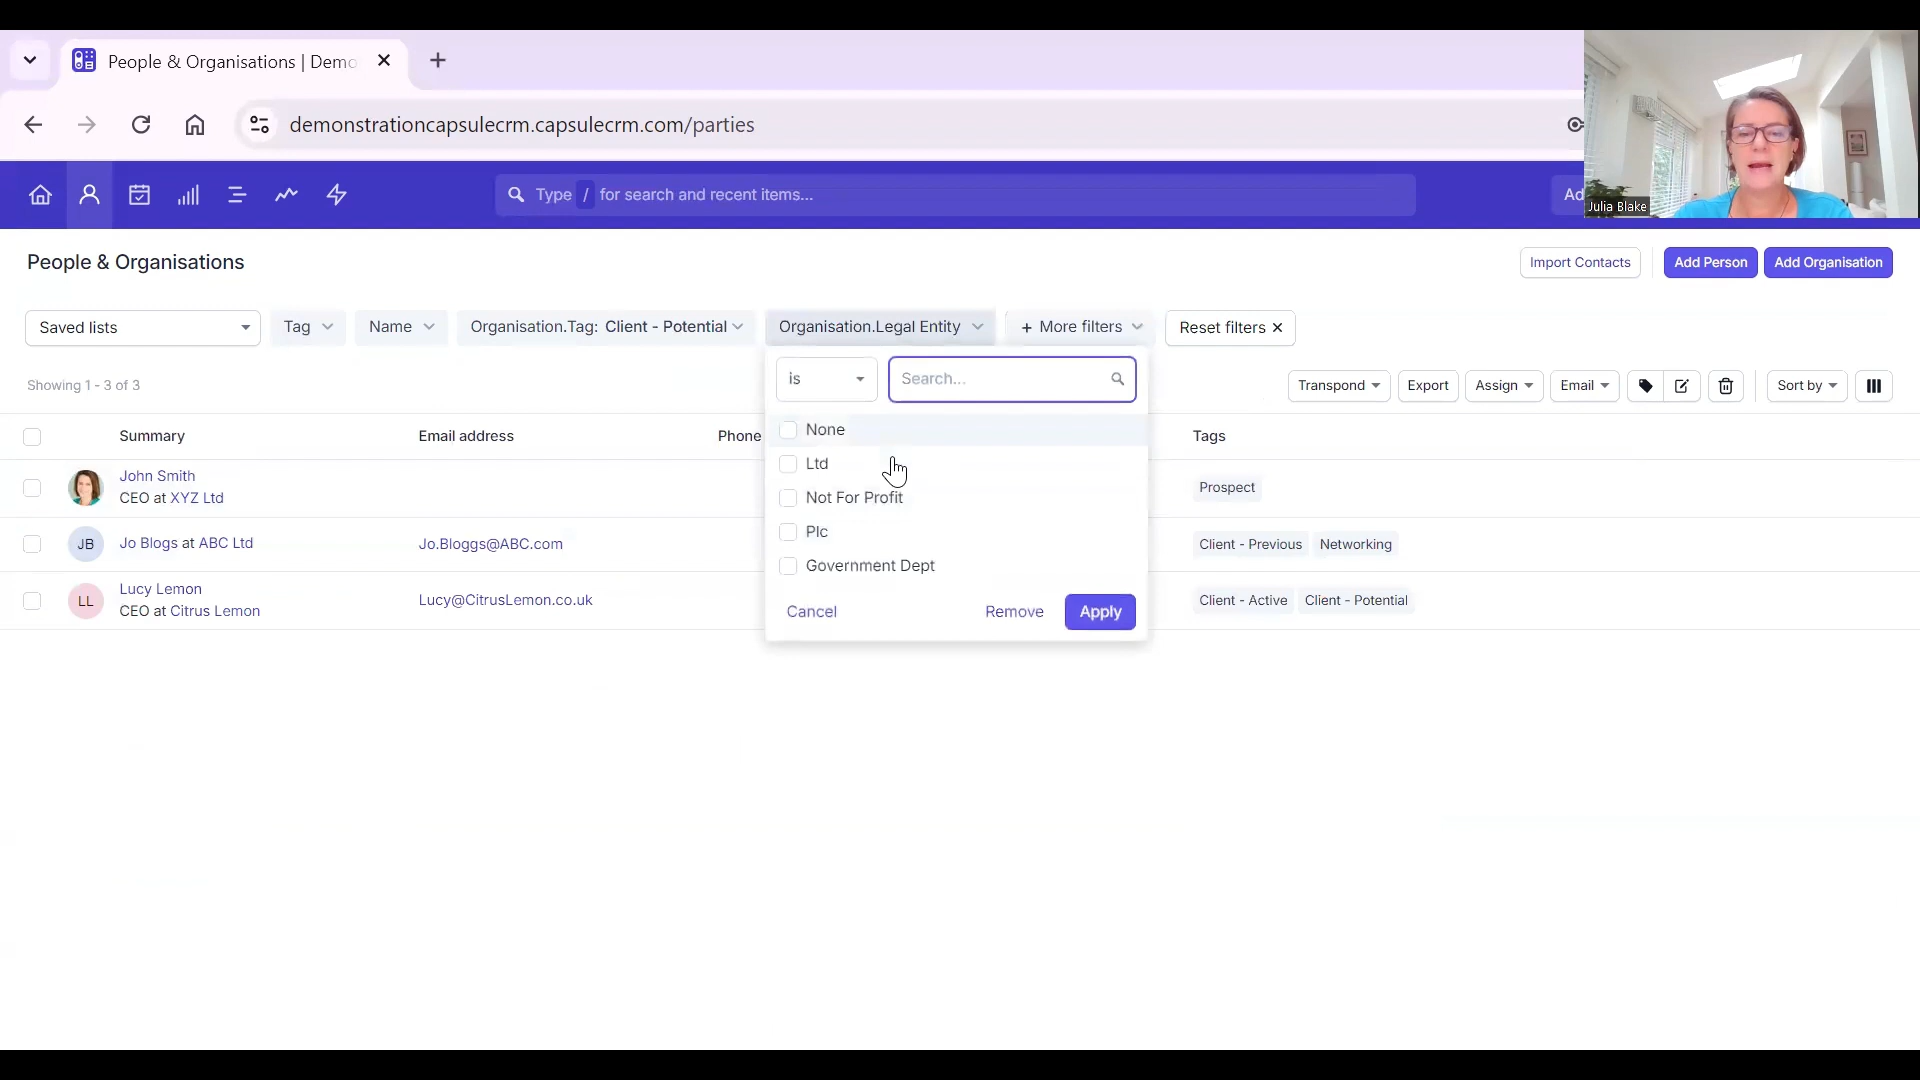 People & Organisations | Demo
demonstrationcapsulecrm.capsulecrm.com/parties
Type / for search and recent items...
Ad
Julia Blake
People & Organisations
Import Contacts
Add Person
Add Organisation
Saved lists
Tag
Name
Organisation.Tag: Client - Potential
Organisation.Legal Entity
+ More filters
Reset filters ×
Showing 1 - 3 of 3
is
Search...
Transpond
Export
Assign
Email
Sort by
Summary
Email address
Phone
Tags
None
Ltd
Not For Profit
Plc
Government Dept
Cancel
Remove
Apply
John Smith
CEO at XYZ Ltd
Prospect
JB
Jo Blogs at ABC Ltd
Jo.Bloggs@ABC.com
Client - Previous
Networking
LL
Lucy Lemon
CEO at Citrus Lemon
Lucy@CitrusLemon.co.uk
Client - Active
Client - Potential